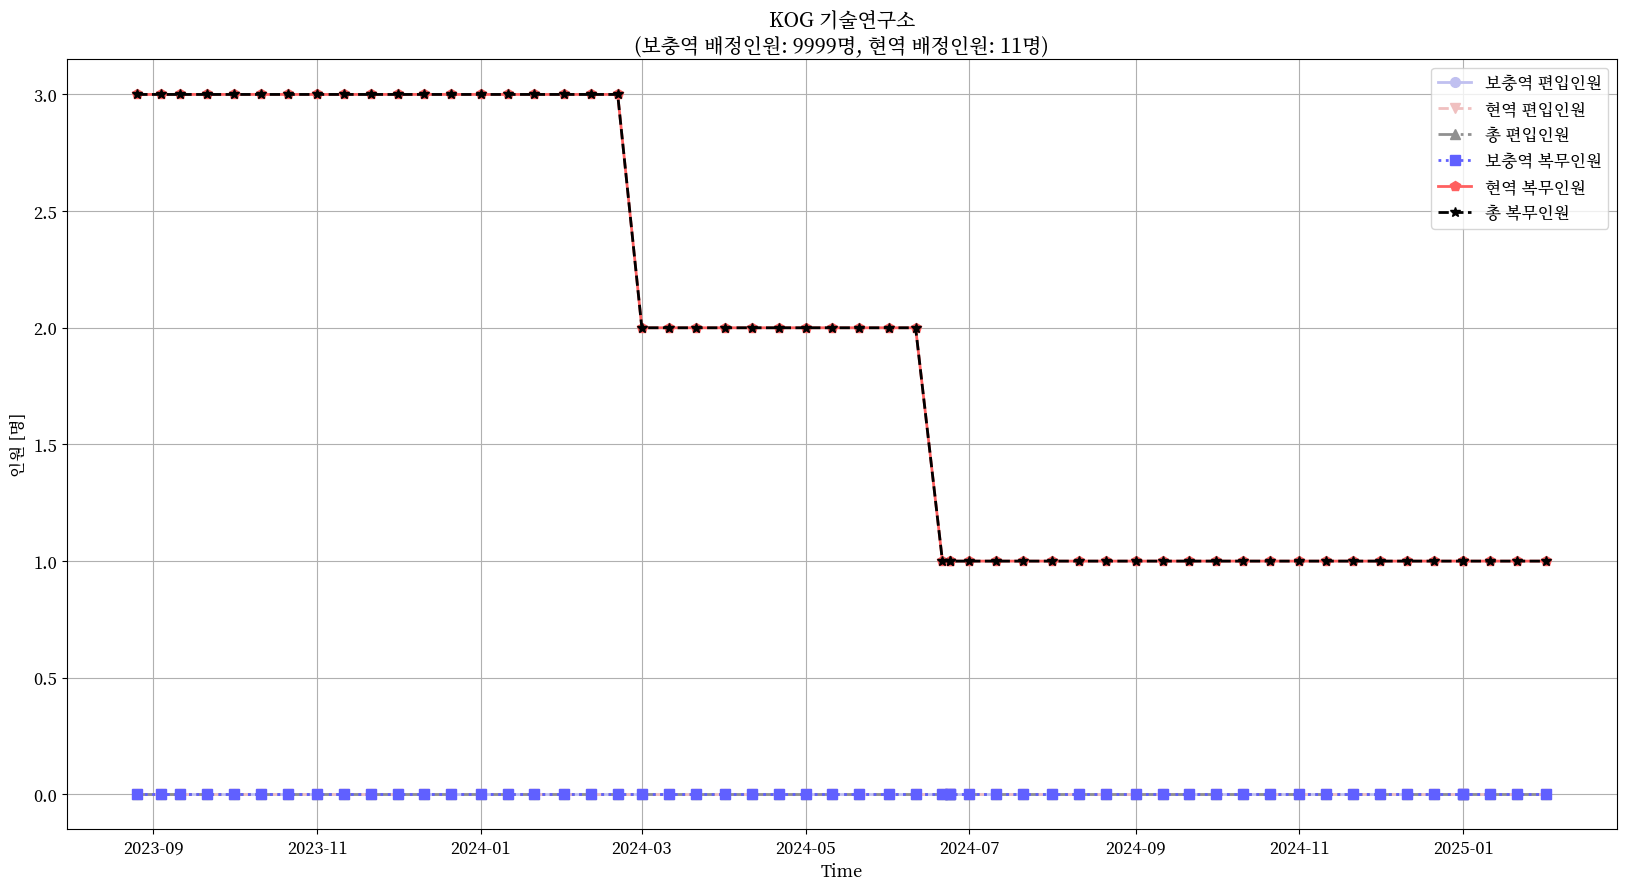 KOG 기술연구소
(보충역 배정인원: 9999명, 현역 배정인원: 11명)
보충역 편입인원
현역 편입인원
총 편입인원
보충역 복무인원
현역 복무인원
총 복무인원
인원 [명]
3.0
2.5
2.0
1.5
1.0
0.5
0.0
2023-09
2023-11
2024-01
2024-03
2024-05
2024-07
2024-09
2024-11
2025-01
Time